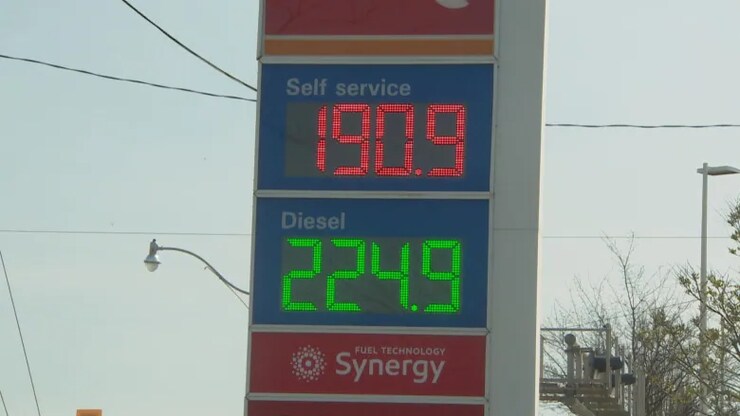 Self service
190.9
Diesel
224.9
FUEL TECHNOLOGY
Synergy